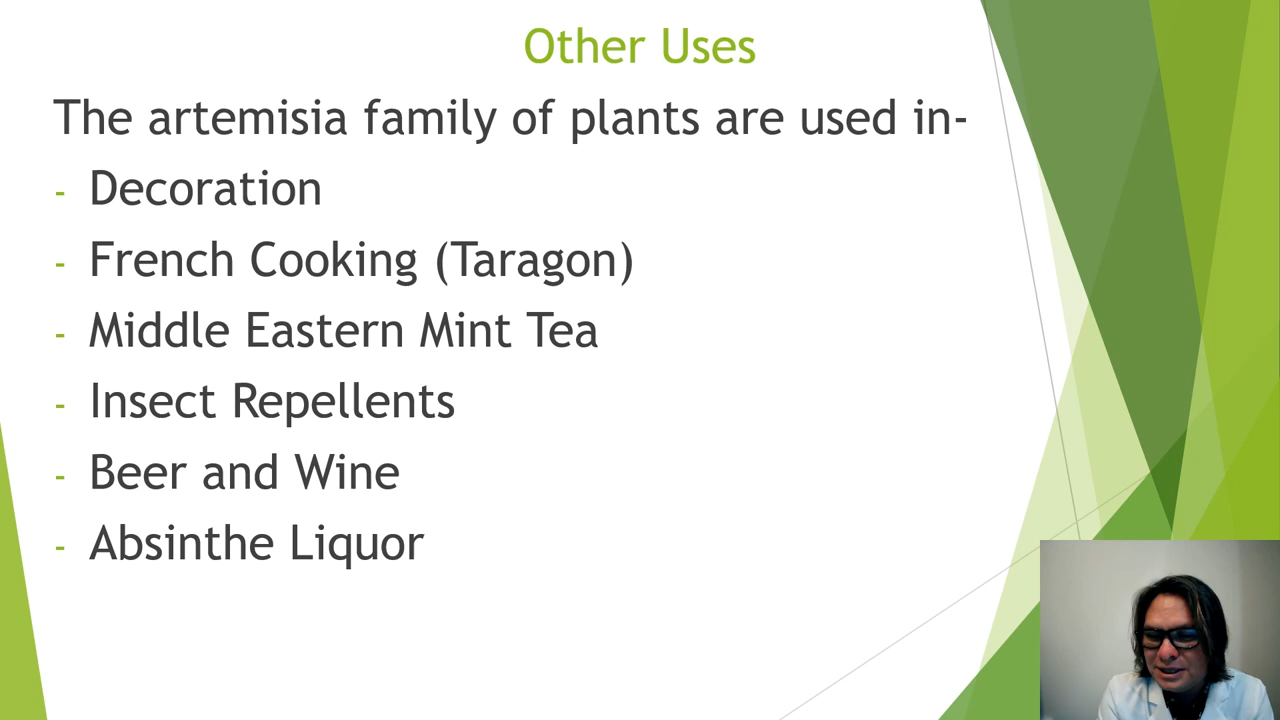 Other Uses
The artemisia family of plants are used in-
- Decoration
- French Cooking (Taragon)
- Middle Eastern Mint Tea
- Insect Repellents
- Beer and Wine
- Absinthe Liquor